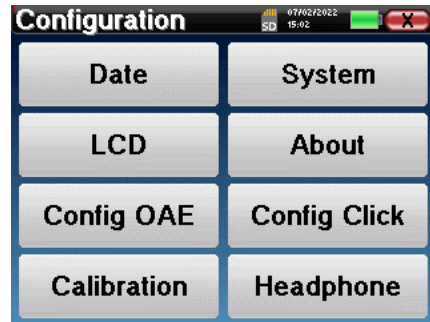 Configuration
SD
07/02/2022
15:02
X
Date
System
LCD
About
Config OAE
Config Click
Calibration
Headphone